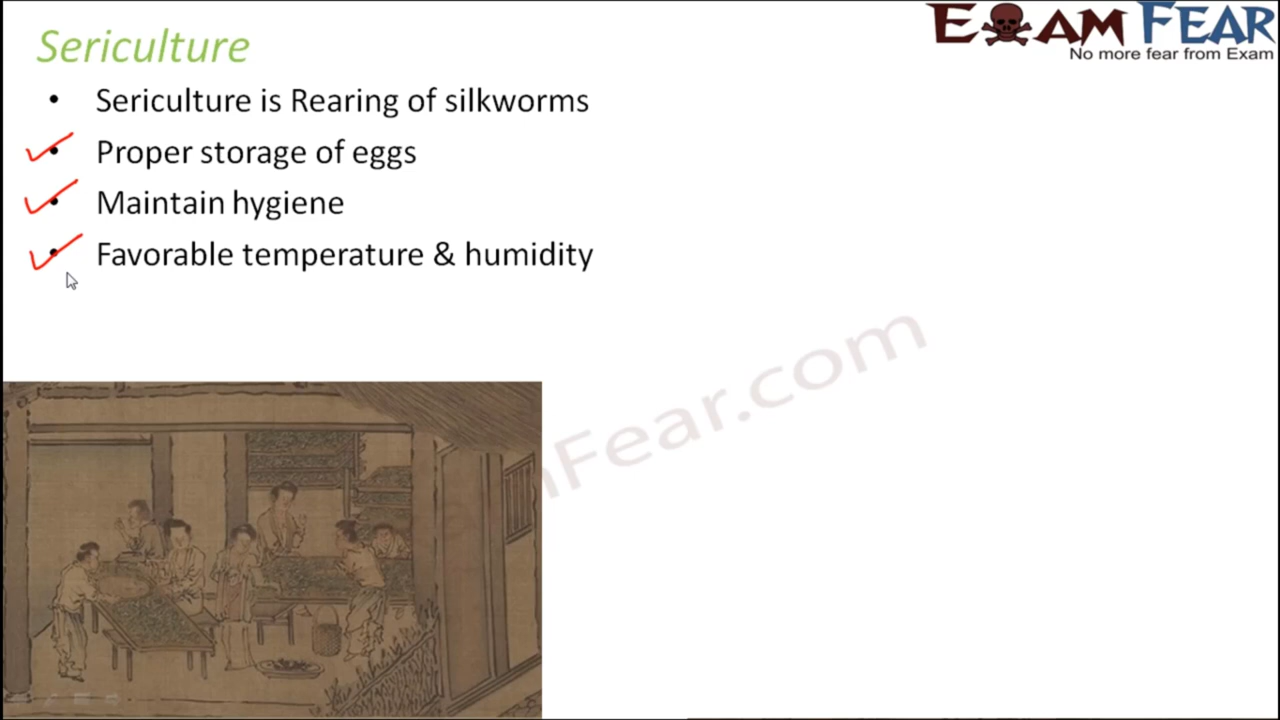 Sericulture
EXAM FEAR
No more fear from Exam
• Sericulture is Rearing of silkworms
• Proper storage of eggs
• Maintain hygiene
• Favorable temperature & humidity
mFear.com